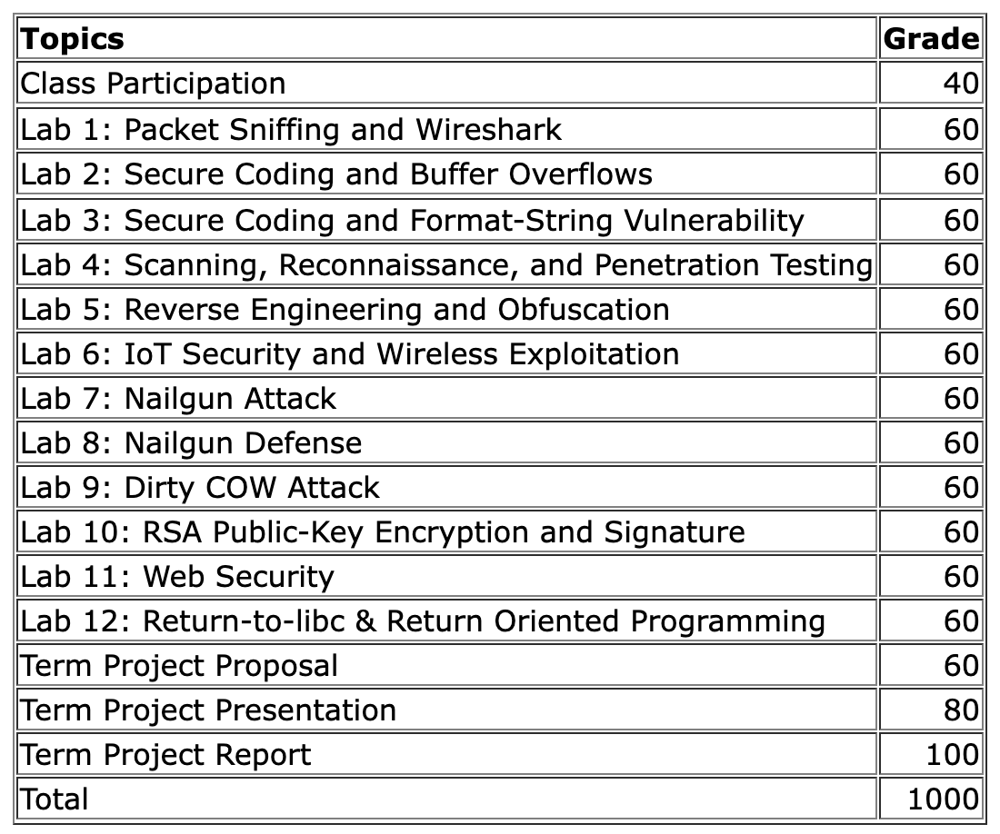 Topics Grade
Class Participation 40
Lab 1: Packet Sniffing and Wireshark 60
Lab 2: Secure Coding and Buffer Overflows 60
Lab 3: Secure Coding and Format-String Vulnerability 60
Lab 4: Scanning, Reconnaissance, and Penetration Testing 60
Lab 5: Reverse Engineering and Obfuscation 60
Lab 6: IoT Security and Wireless Exploitation 60
Lab 7: Nailgun Attack 60
Lab 8: Nailgun Defense 60
Lab 9: Dirty COW Attack 60
Lab 10: RSA Public-Key Encryption and Signature 60
Lab 11: Web Security 60
Lab 12: Return-to-libc & Return Oriented Programming 60
Term Project Proposal 60
Term Project Presentation 80
Term Project Report 100
Total 1000